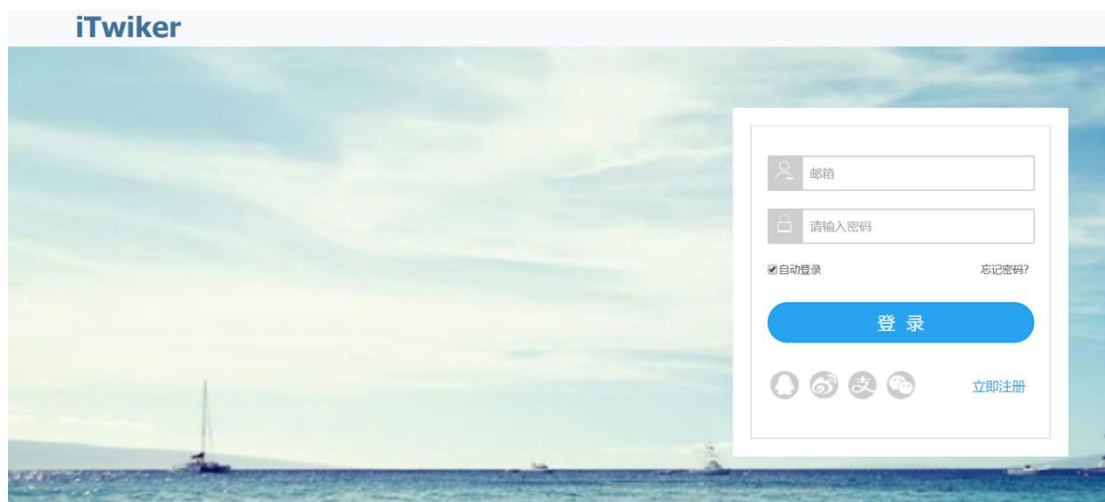 iTwiker
邮箱
请输入密码
自动登录 忘记密码?
登 录
立即注册